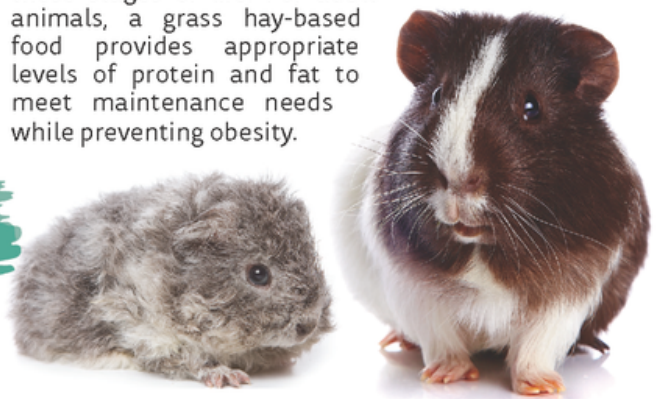 animals, a grass hay-based
food provides appropriate
levels of protein and fat to
meet maintenance needs
while preventing obesity.